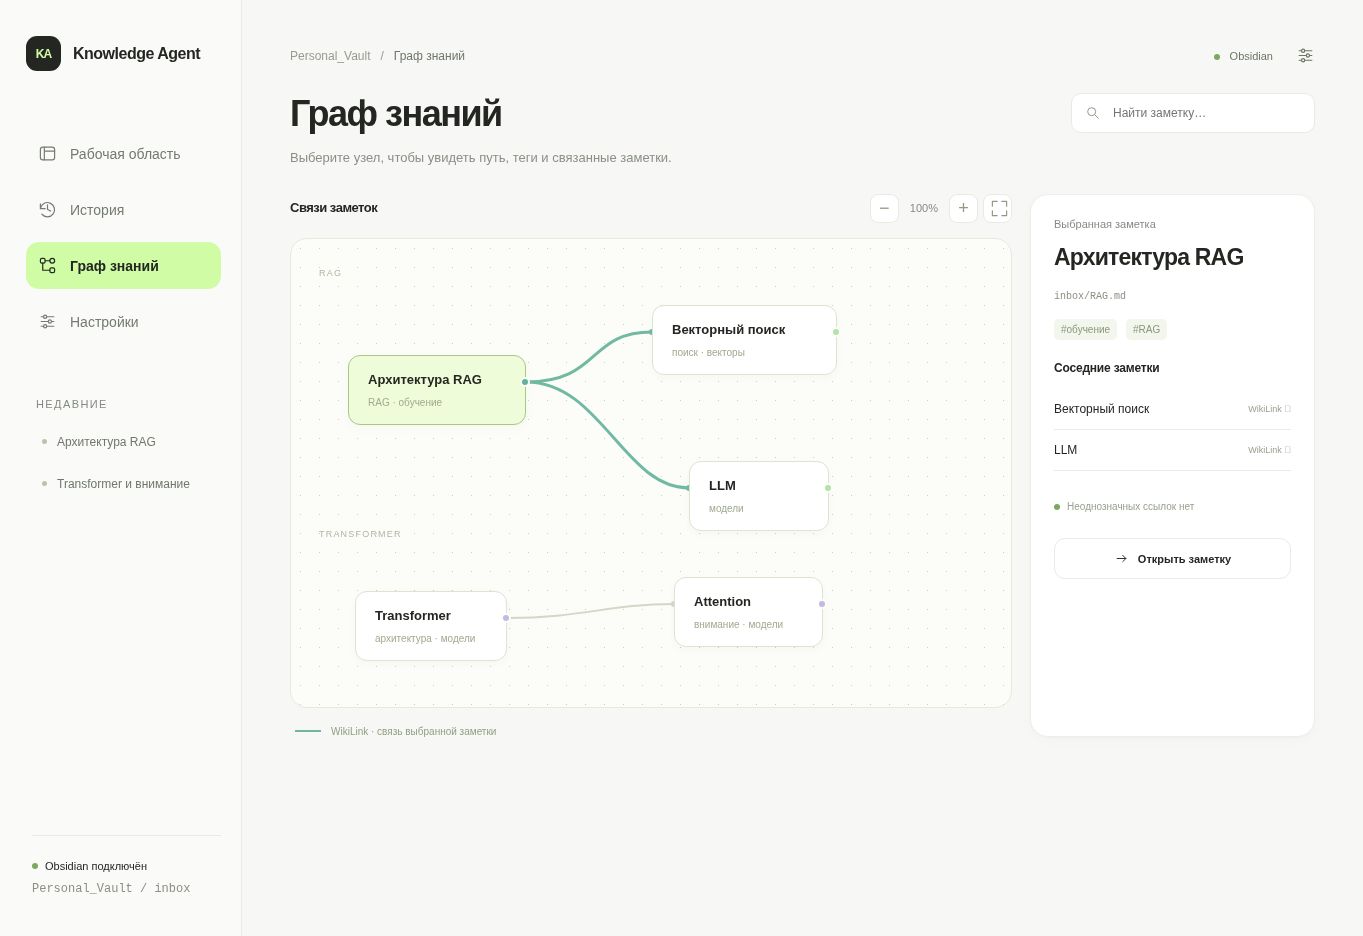 KA
Knowledge Agent
Рабочая область
История
Граф знаний
Настройки
НЕДАВНИЕ
Архитектура RAG
Transformer и внимание
Obsidian подключён
Personal_Vault / inbox
Personal_Vault / Граф знаний
Obsidian
Граф знаний
Найти заметку…
Выберите узел, чтобы увидеть путь, теги и связанные заметки.
Связи заметок
− 100% +
RAG
Векторный поиск
поиск · векторы
Архитектура RAG
RAG · обучение
LLM
модели
TRANSFORMER
Attention
внимание · модели
Transformer
архитектура · модели
WikiLink · связь выбранной заметки
Выбранная заметка
Архитектура RAG
inbox/RAG.md
#обучение #RAG
Соседние заметки
Векторный поиск WikiLink
LLM WikiLink
Неоднозначных ссылок нет
Открыть заметку